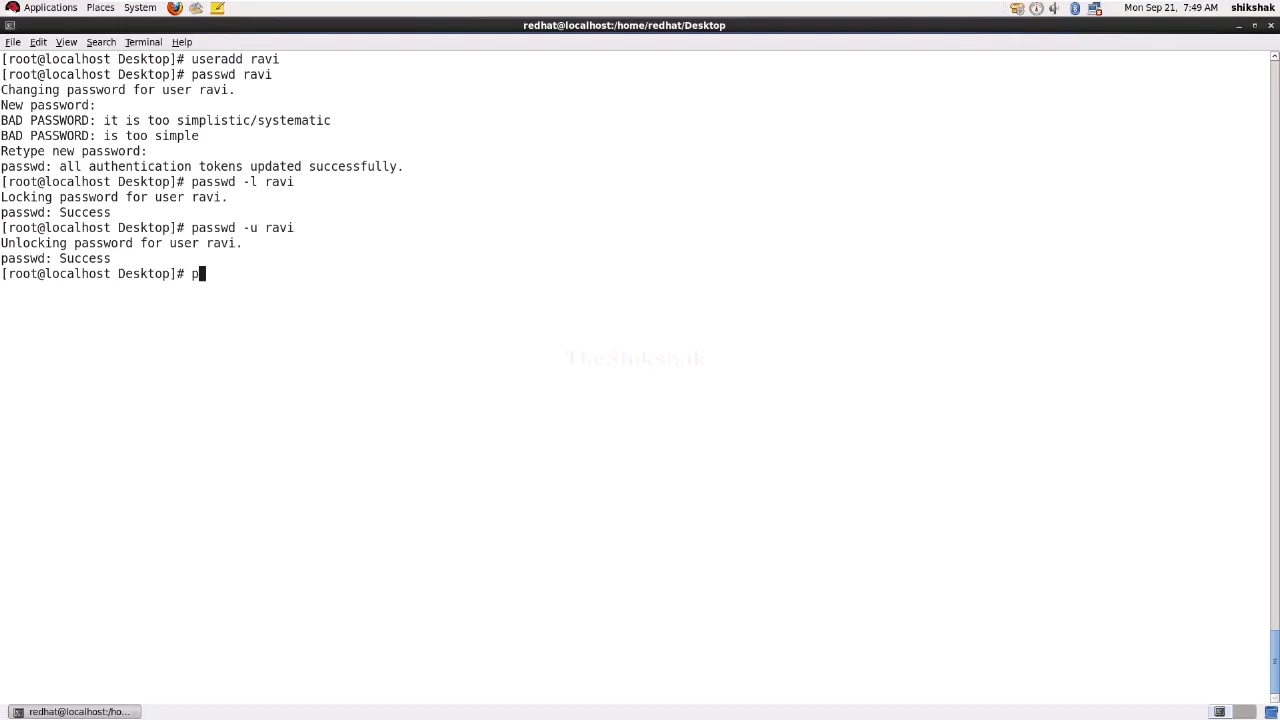 Applications Places System Mon Sep 21, 7:49 AM shikshak
redhat@localhost:/home/redhat/Desktop
File Edit View Search Terminal Help
[root@localhost Desktop]# useradd ravi
[root@localhost Desktop]# passwd ravi
Changing password for user ravi.
New password:
BAD PASSWORD: it is too simplistic/systematic
BAD PASSWORD: is too simple
Retype new password:
passwd: all authentication tokens updated successfully.
[root@localhost Desktop]# passwd -l ravi
Locking password for user ravi.
passwd: Success
[root@localhost Desktop]# passwd -u ravi
Unlocking password for user ravi.
passwd: Success
[root@localhost Desktop]# p
TheShikshak
redhat@localhost:/ho...